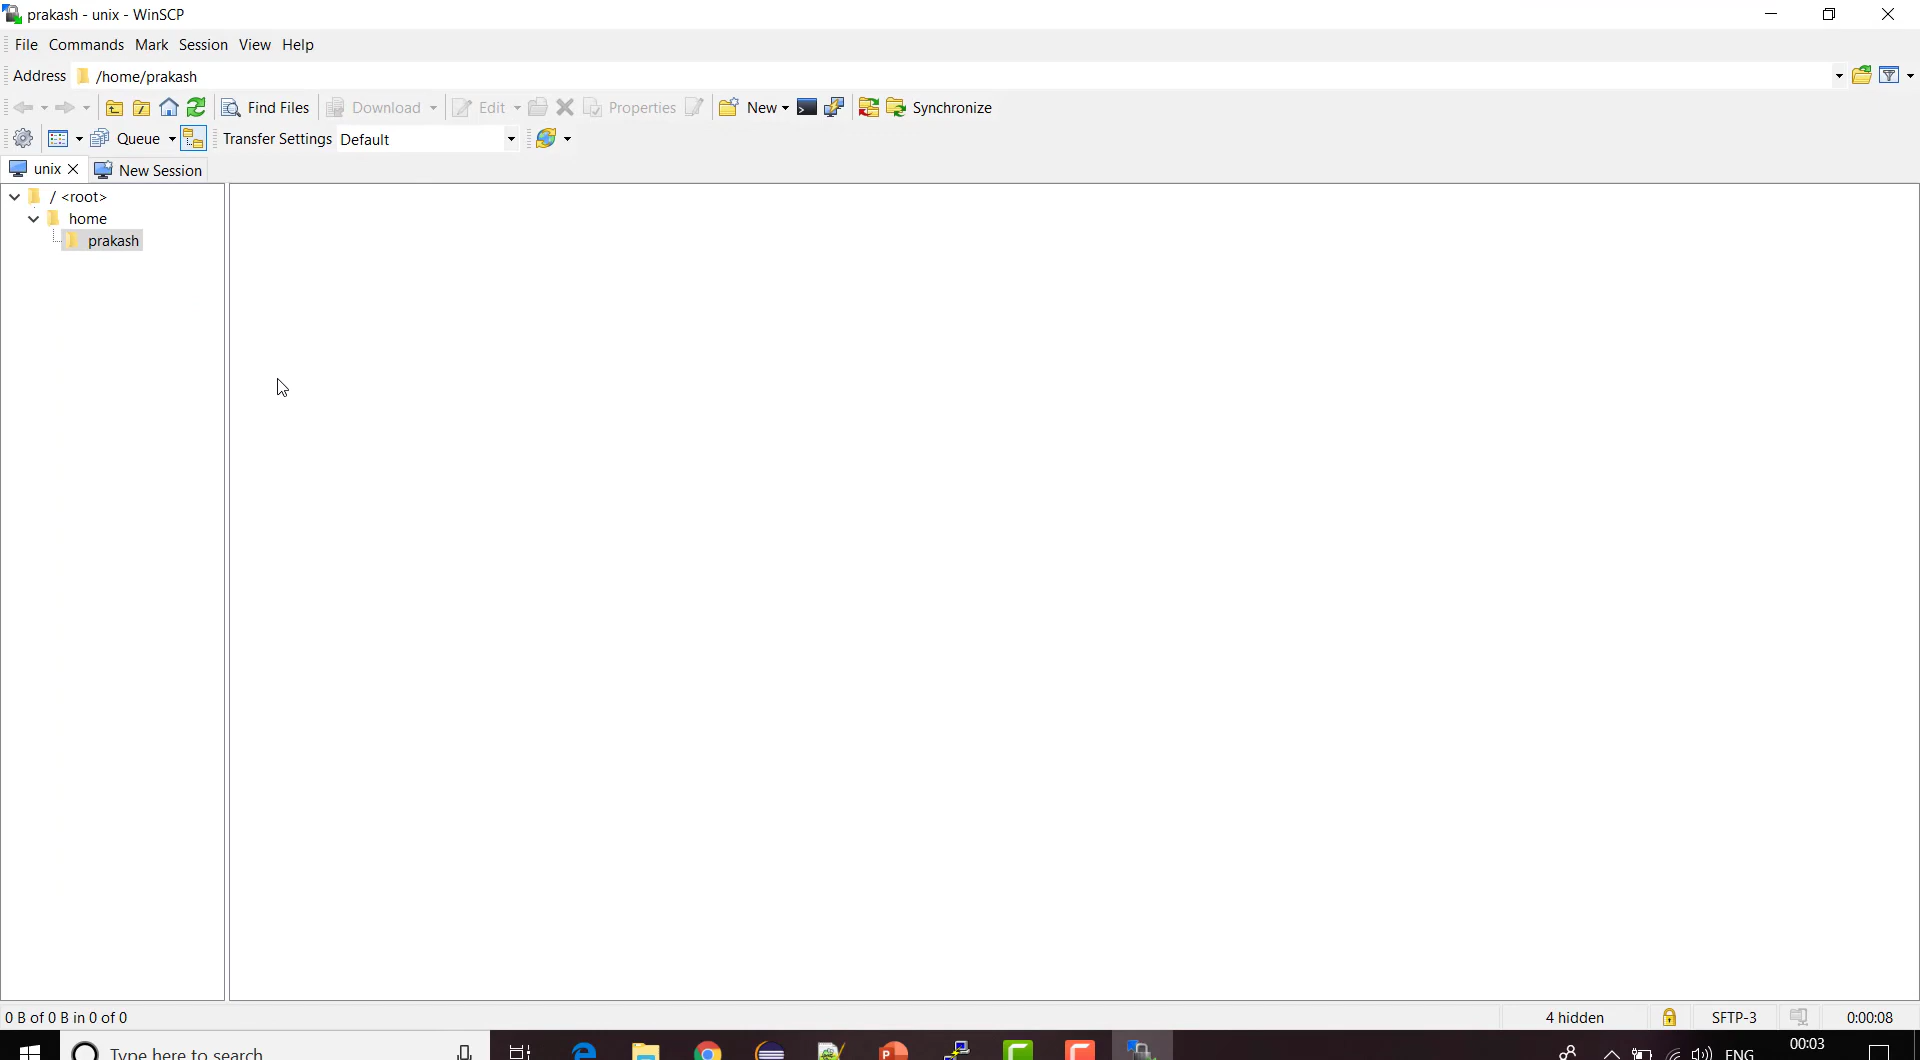 prakash - unix - WinSCP
File Commands Mark Session View Help
Address /home/prakash
Find Files Download Edit Properties New Synchronize
Queue Transfer Settings Default
unix New Session
/ <root>
home
prakash
0 B of 0 B in 0 of 0 4 hidden SFTP-3 0:00:08
Type here to search ENG 00:03